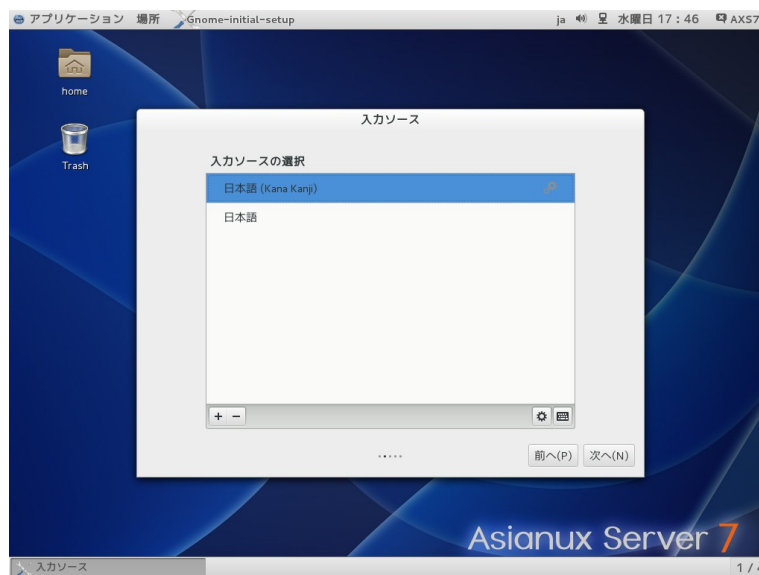 アプリケーション 場所 Gnome-initial-setup ja 水曜日 17:46 AXS7
home
Trash
入力ソース
入力ソースの選択
日本語 (Kana Kanji)
日本語
+ −
前へ(P) 次へ(N)
Asianux Server 7
入力ソース 1 /